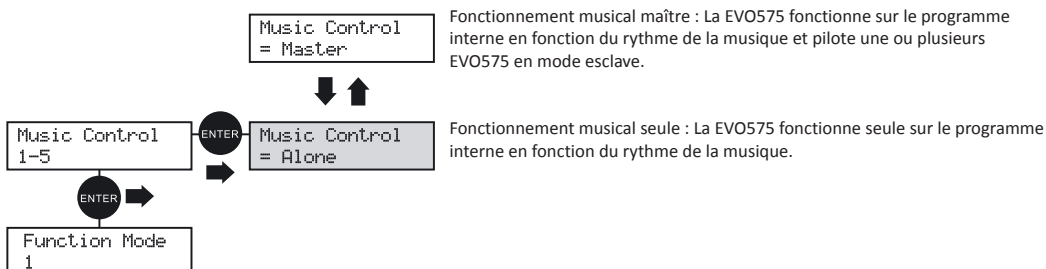 Music Control
= Master
Fonctionnement musical maître : La EVO575 fonctionne sur le programme
interne en fonction du rythme de la musique et pilote une ou plusieurs
EVO575 en mode esclave.
Music Control
1-5
ENTER
Music Control
= Alone
Fonctionnement musical seule : La EVO575 fonctionne seule sur le programme
interne en fonction du rythme de la musique.
ENTER
Function Mode
1